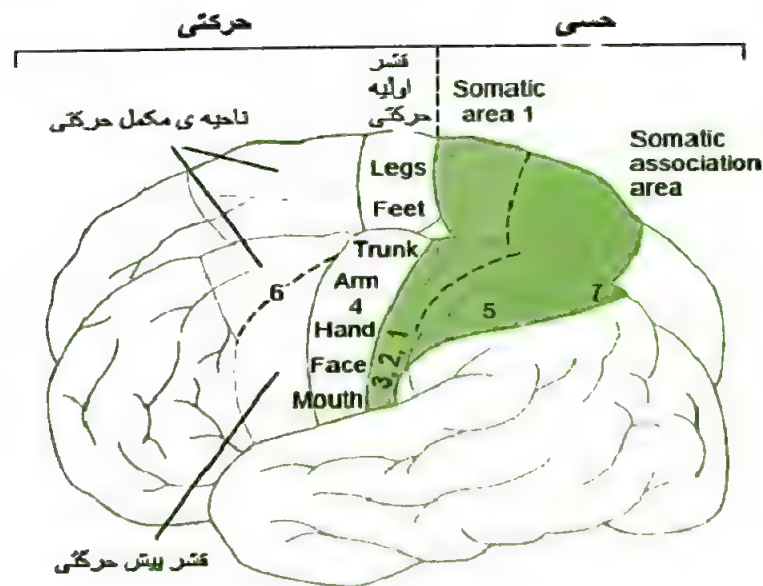 حرکتی
حسی
قشر
اولیه
حرکتی
Somatic
area 1
ناحیه ی مکمل حرکتی
Somatic
association
area
Legs
Feet
Trunk
Arm
4
Hand
Face
Mouth
6
3, 2, 1
5
7
قشر پیش حرکتی